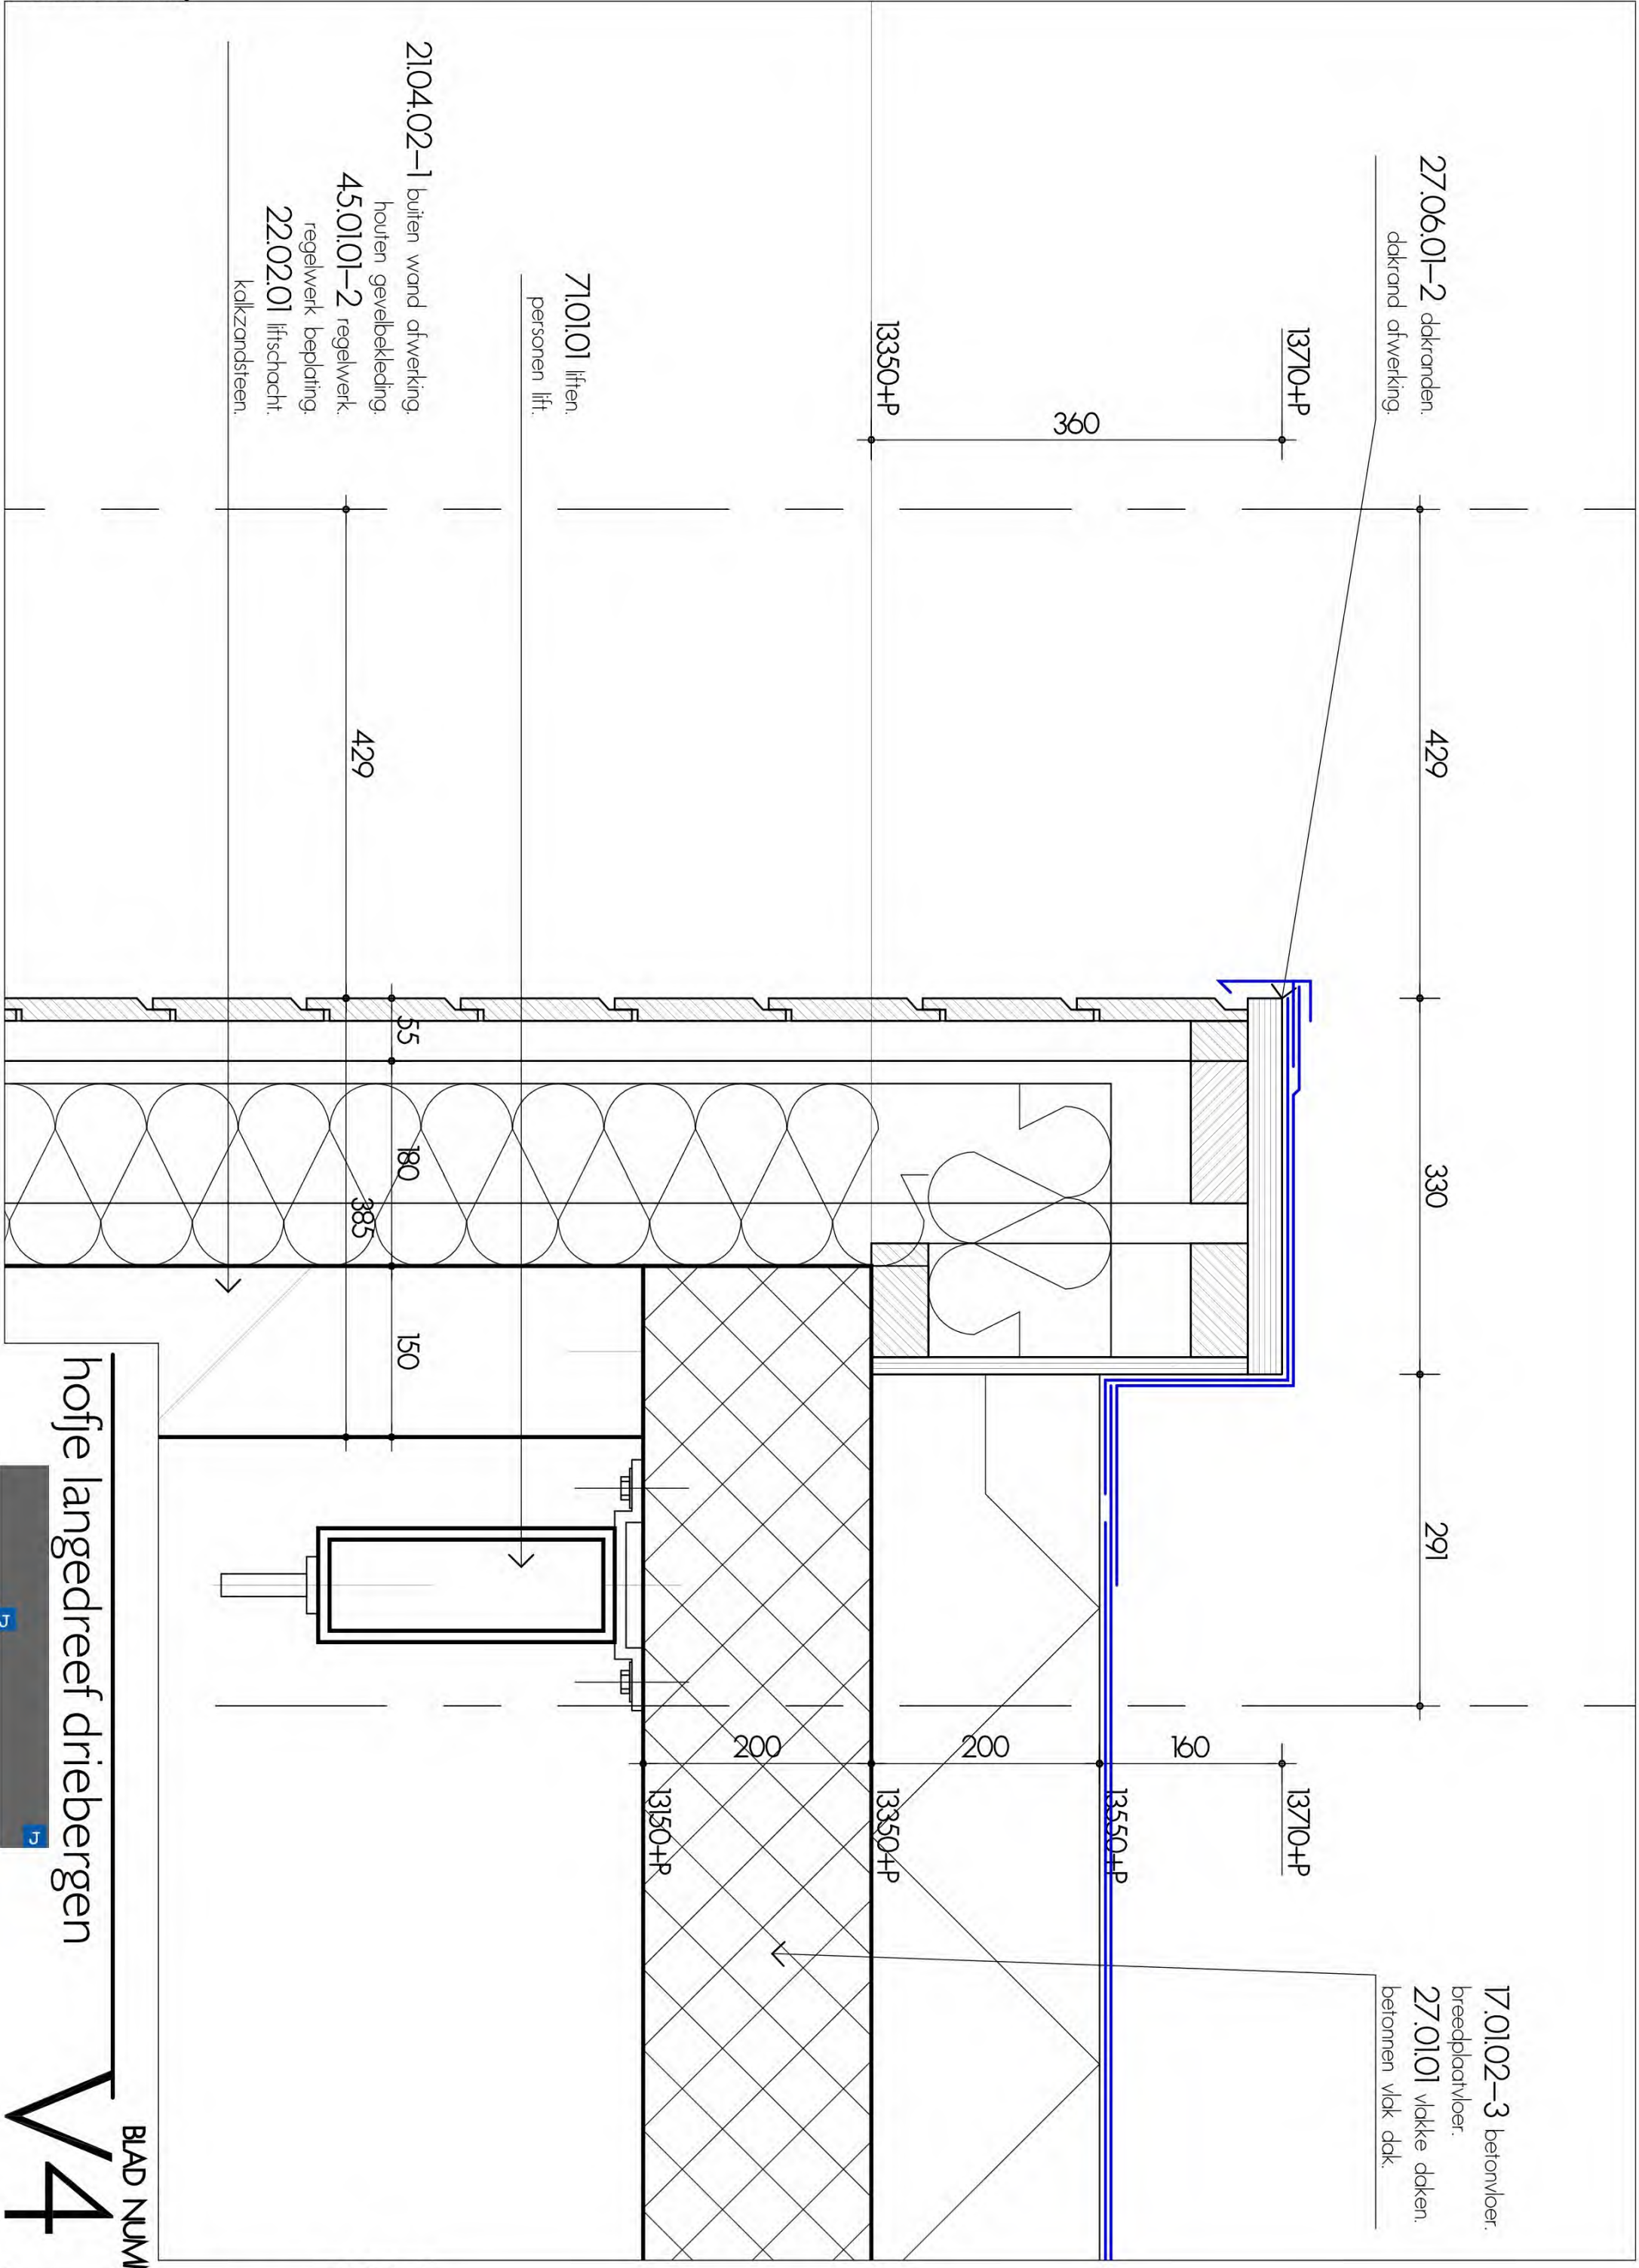 27.06.01-2 dakranden.
dakrand afwerking.
17.01.02-3 betonvloer.
breedplaatvloer.
27.01.01 vlakke daken.
betonnen vlak dak.
429
330
291
13710+P
360
13350+P
160
13710+P
200
13550+P
200
13350+P
13150+P
71.01.01 liften.
personen lift.
21.04.02-1 buiten wand afwerking.
houten gevelbekleding.
45.01.01-2 regelwerk.
regelwerk beplating.
22.02.01 liftschacht.
kalkzandsteen.
55
180
150
429
385
BLAD NUM
hofje langedreef driebergen
V4
J
J